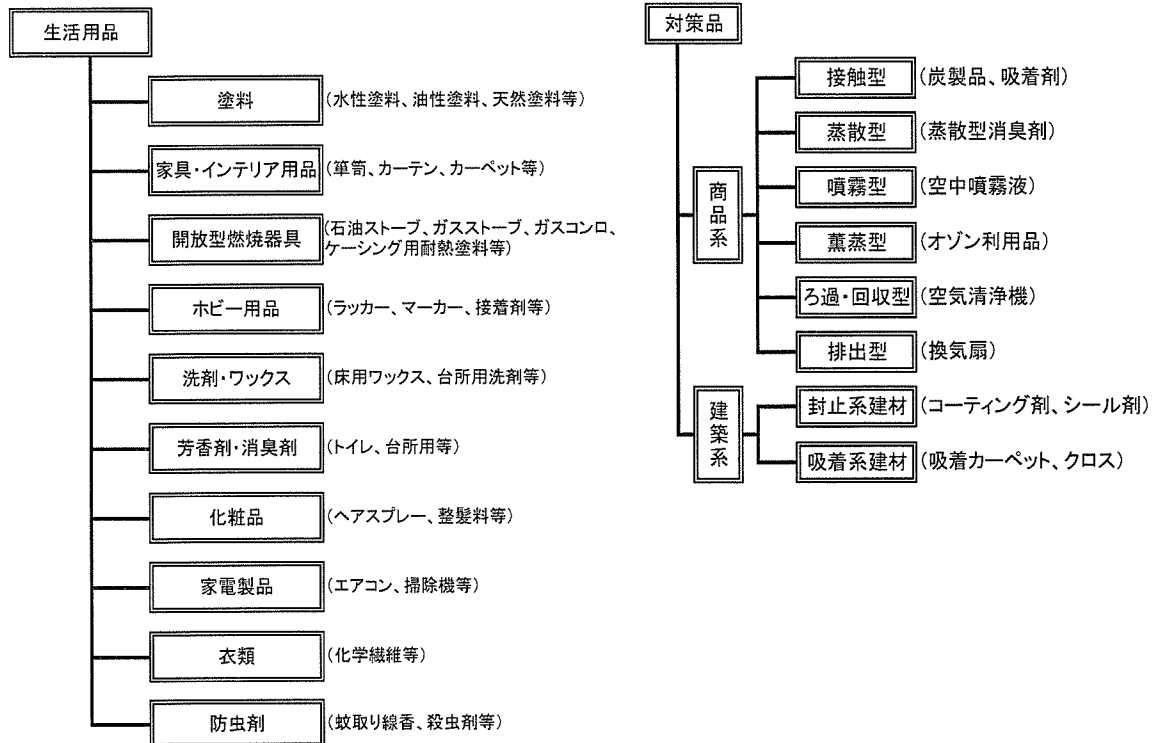 生活用品
塗料 (水性塗料、油性塗料、天然塗料等)
家具・インテリア用品 (箪笥、カーテン、カーペット等)
開放型燃焼器具 (石油ストーブ、ガスストーブ、ガスコンロ、
ケーシング用耐熱塗料等)
ホビー用品 (ラッカー、マーカー、接着剤等)
洗剤・ワックス (床用ワックス、台所用洗剤等)
芳香剤・消臭剤 (トイレ、台所用等)
化粧品 (ヘアスプレー、整髪料等)
家電製品 (エアコン、掃除機等)
衣類 (化学繊維等)
防虫剤 (蚊取り線香、殺虫剤等)
対策品
商品系
接触型 (炭製品、吸着剤)
蒸散型 (蒸散型消臭剤)
噴霧型 (空中噴霧液)
薫蒸型 (オゾン利用品)
ろ過・回収型 (空気清浄機)
排出型 (換気扇)
建築系
封止系建材 (コーティング剤、シール剤)
吸着系建材 (吸着カーペット、クロス)